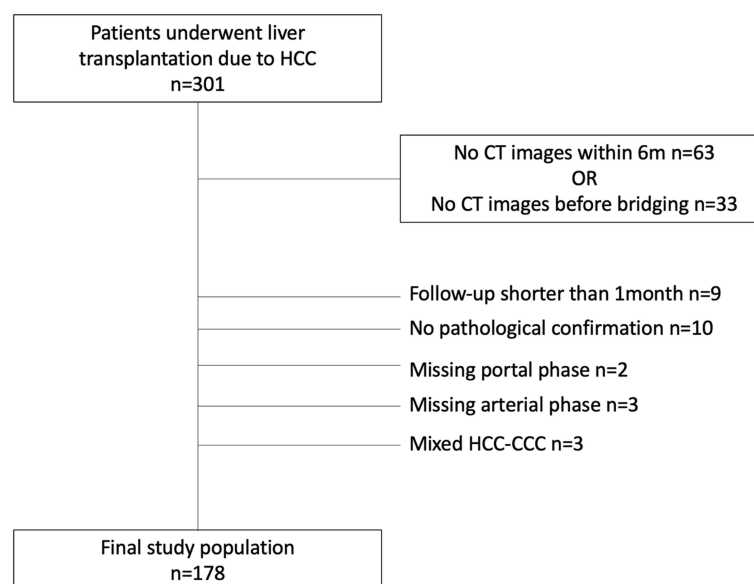 Patients underwent liver
transplantation due to HCC
n=301
No CT images within 6m n=63
OR
No CT images before bridging n=33
Follow-up shorter than 1month n=9
No pathological confirmation n=10
Missing portal phase n=2
Missing arterial phase n=3
Mixed HCC-CCC n=3
Final study population
n=178